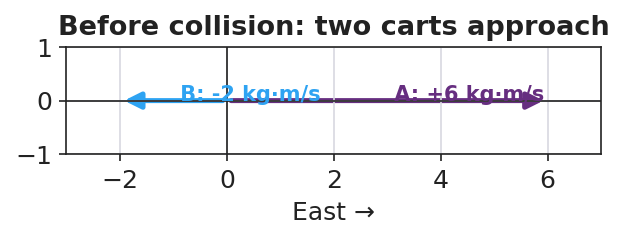 Before collision: two carts approach
1
0
−1
B: -2 kg·m/s
A: +6 kg·m/s
−2
0
2
4
6
East →